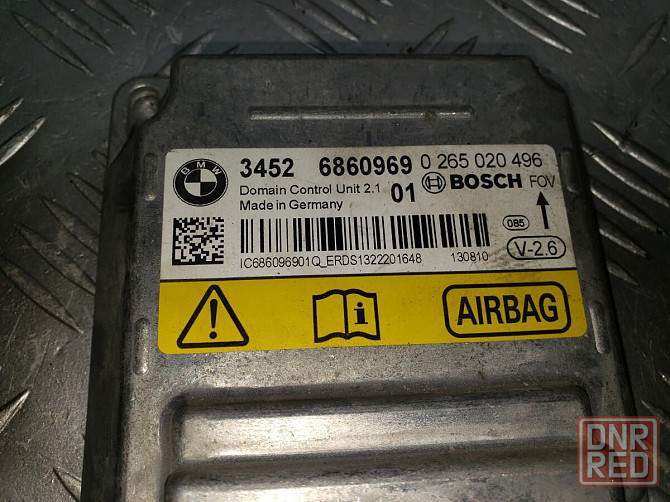 BMW
3452 6860969 0 265 020 496
Domain Control Unit 2.1 01 BOSCH FOV
Made in Germany
085
V-2.6
IC686096901Q_ERDS1322201648 130810
i AIRBAG
DNR
RED